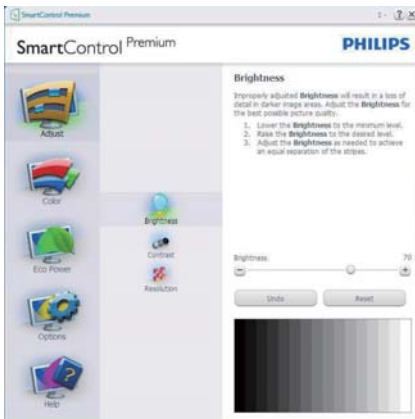 SmartControl Premium
SmartControl Premium
PHILIPS
Adjust
Color
Eco Power
Options
Help
Brightness
Contrast
Resolution
Brightness
Improperly adjusted Brightness will result in a loss of
detail in darker image areas. Adjust the Brightness for
the best possible picture quality.
1. Lower the Brightness to the minimum level.
2. Raise the Brightness to the desired level.
3. Adjust the Brightness as needed to achieve
an equal separation of the stripes.
Brightness: 70
Undo Reset